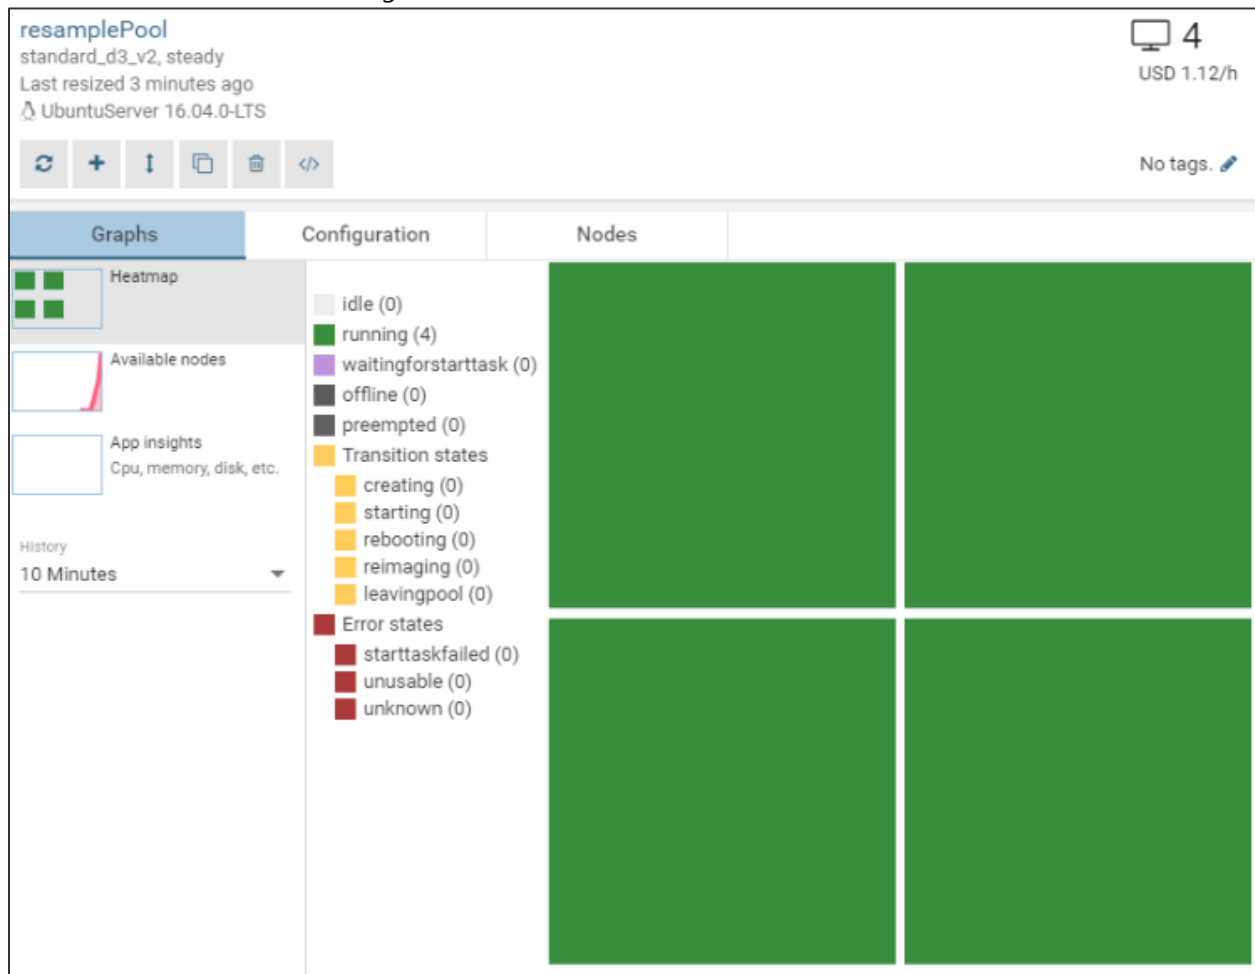 resamplePool
standard_d3_v2, steady
Last resized 3 minutes ago
UbuntuServer 16.04.0-LTS
4
USD 1.12/h
</>
No tags.
Graphs
Configuration
Nodes
Heatmap
Available nodes
App insights
Cpu, memory, disk, etc.
History
10 Minutes
idle (0)
running (4)
waitingforstarttask (0)
offline (0)
preempted (0)
Transition states
creating (0)
starting (0)
rebooting (0)
reimaging (0)
leavingpool (0)
Error states
starttaskfailed (0)
unusable (0)
unknown (0)